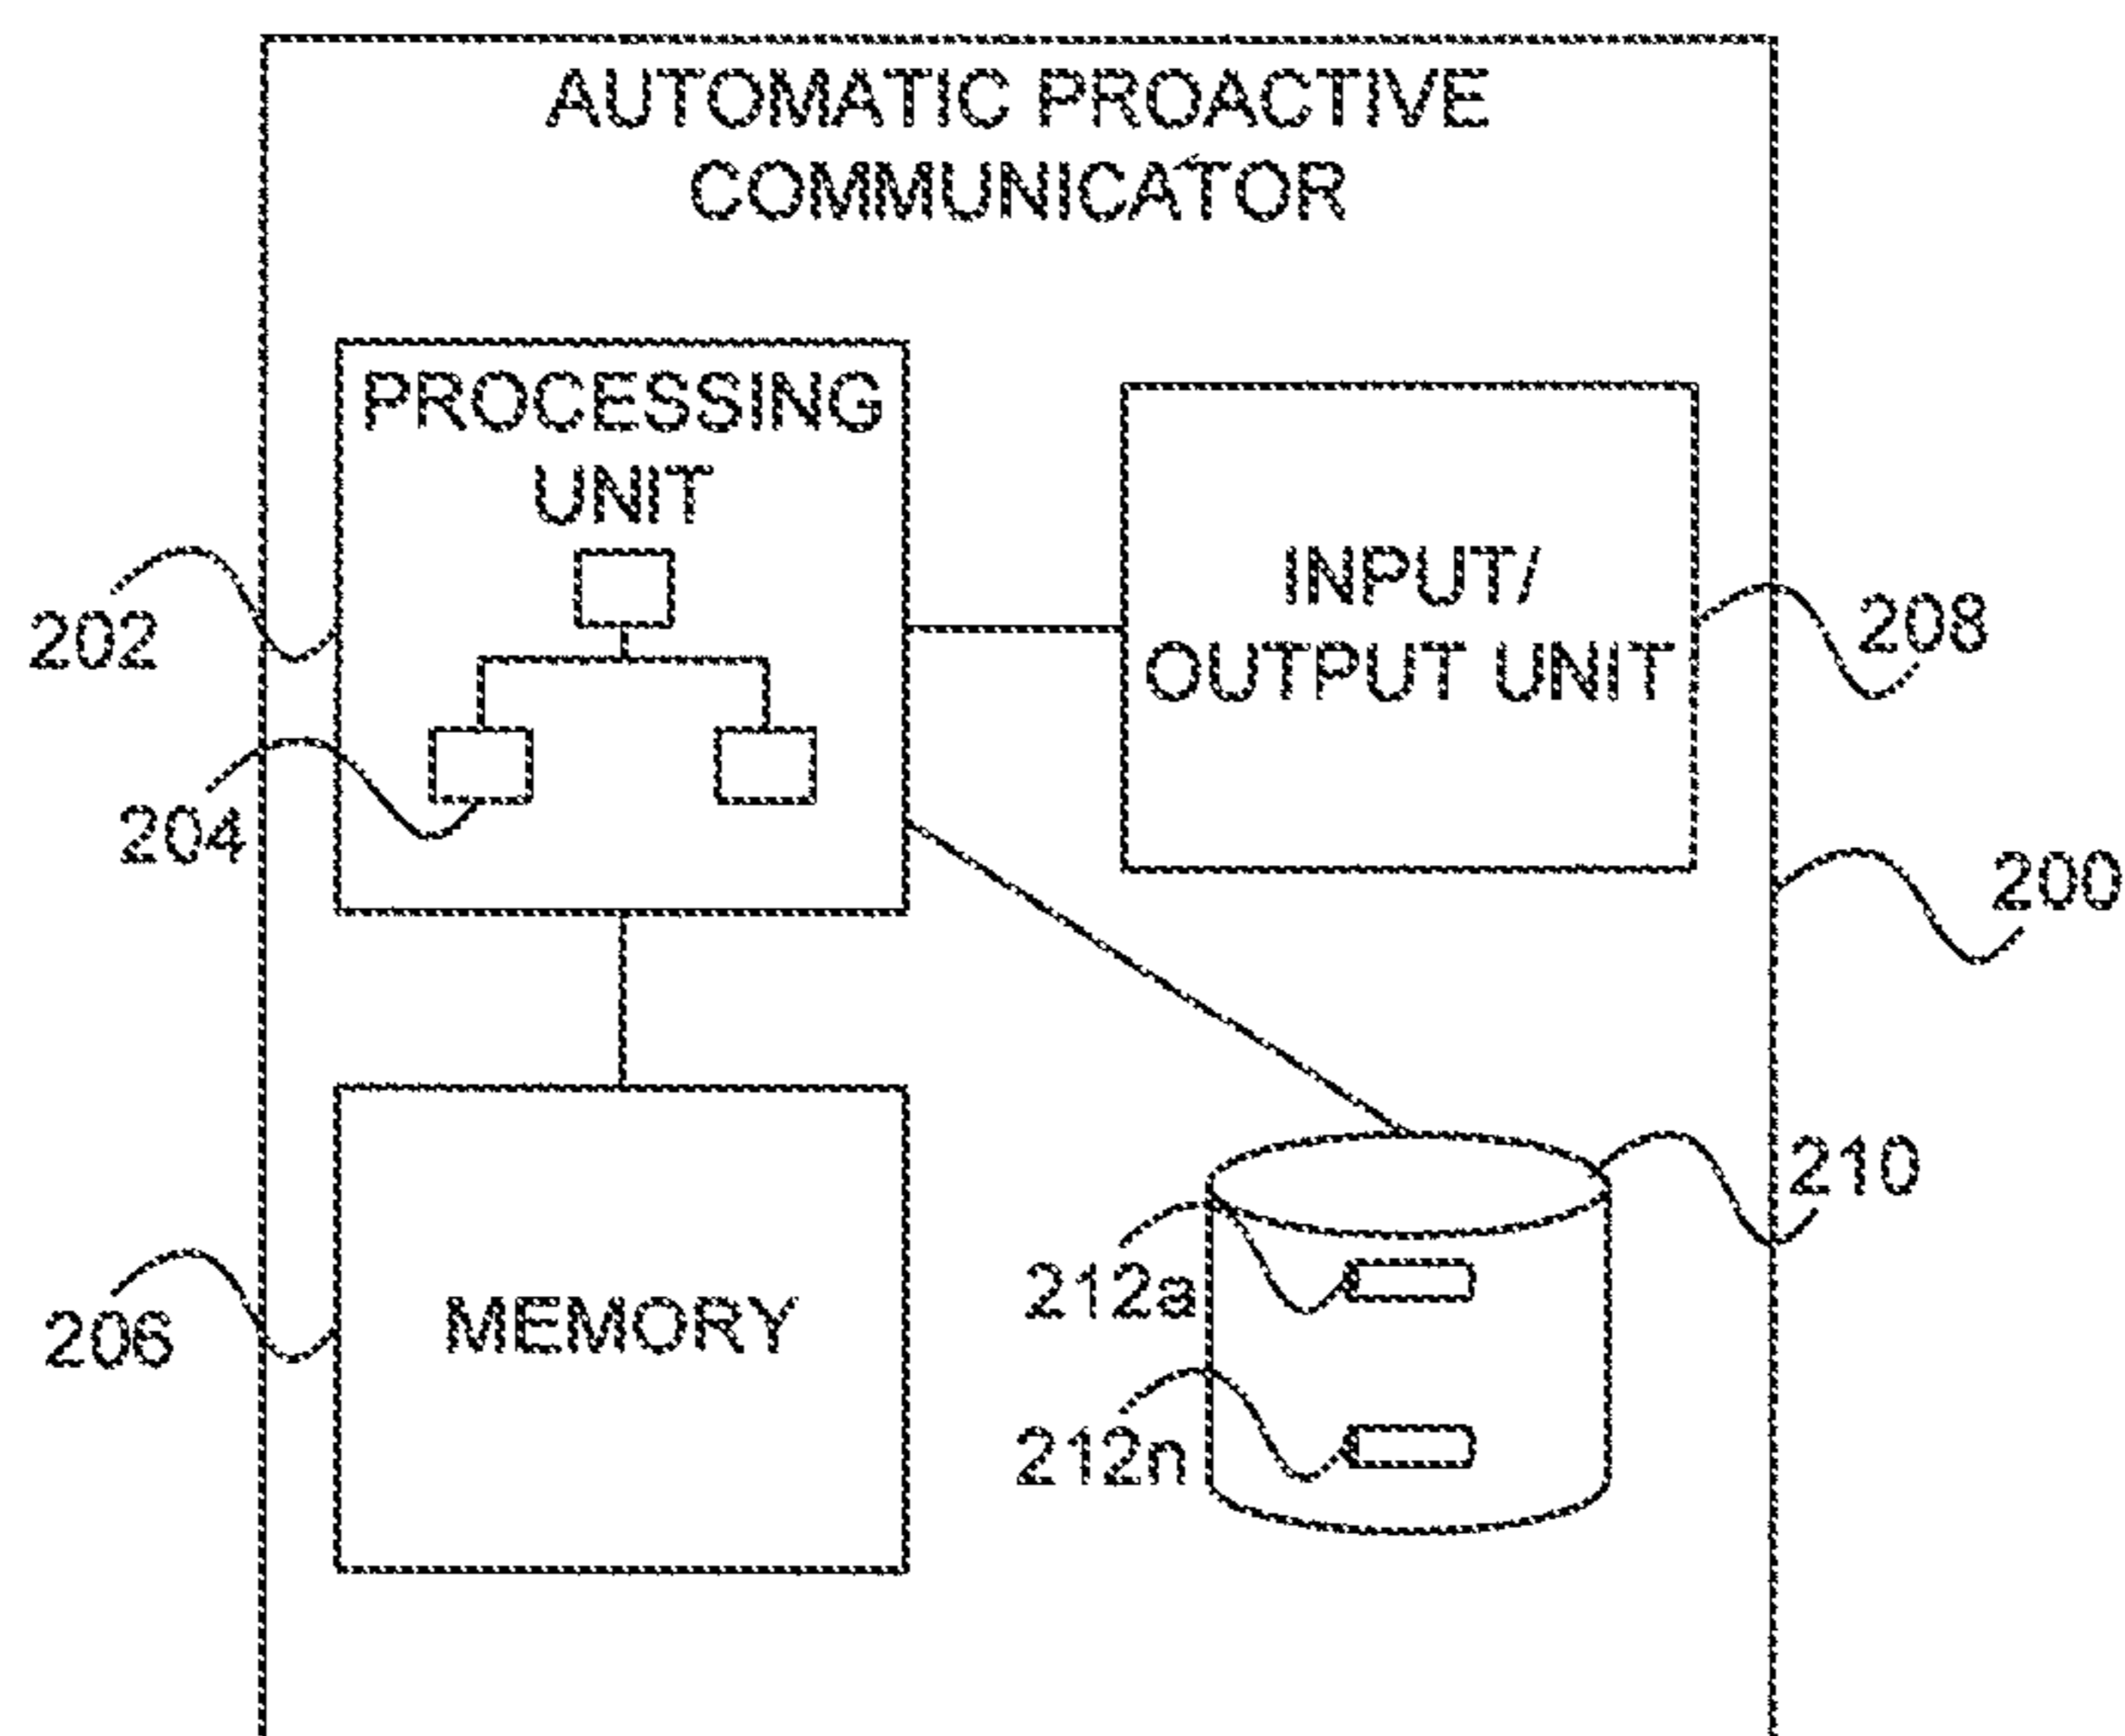 AUTOMATIC PROACTIVE
COMMUNICATOR
PROCESSING
UNIT
INPUT/
OUTPUT UNIT
202
208
204
200
210
212a
206
MEMORY
212n